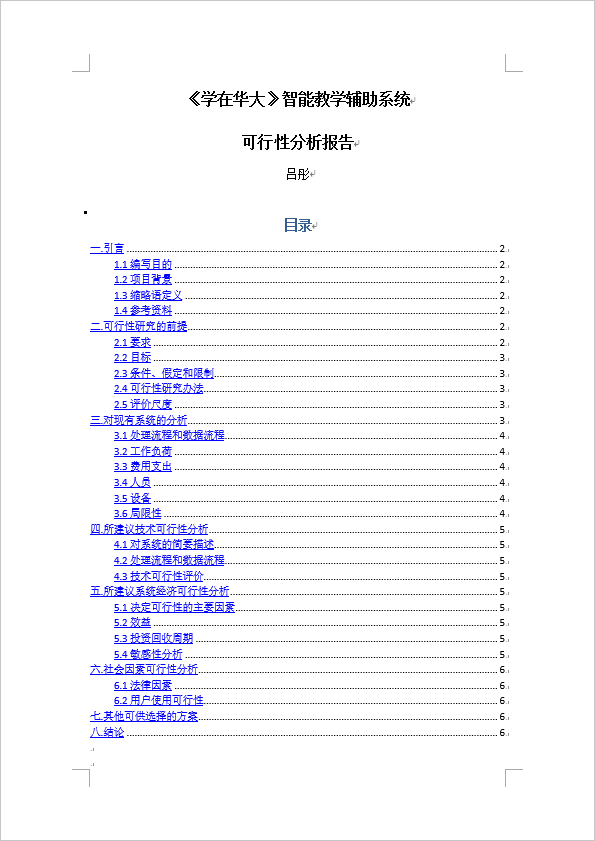 《学在华大》智能教学辅助系统
可行性分析报告
吕彤
目录
一.引言 2
1.1 编写目的 2
1.2 项目背景 2
1.3 缩略语定义 2
1.4 参考资料 2
二.可行性研究的前提 2
2.1 要求 2
2.2 目标 3
2.3 条件、假定和限制 3
2.4 可行性研究办法 3
2.5 评价尺度 3
三.对现有系统的分析 3
3.1 处理流程和数据流程 4
3.2 工作负荷 4
3.3 费用支出 4
3.4 人员 4
3.5 设备 4
3.6 局限性 4
四.所建议技术可行性分析 5
4.1 对系统的简要描述 5
4.2 处理流程和数据流程 5
4.3 技术可行性评价 5
五.所建议系统经济可行性分析 5
5.1 决定可行性的主要因素 5
5.2 效益 5
5.3 投资回收周期 5
5.4 敏感性分析 5
六.社会因素可行性分析 6
6.1 法律因素 6
6.2 用户使用可行性 6
七.其他可供选择的方案 6
八.结论 6